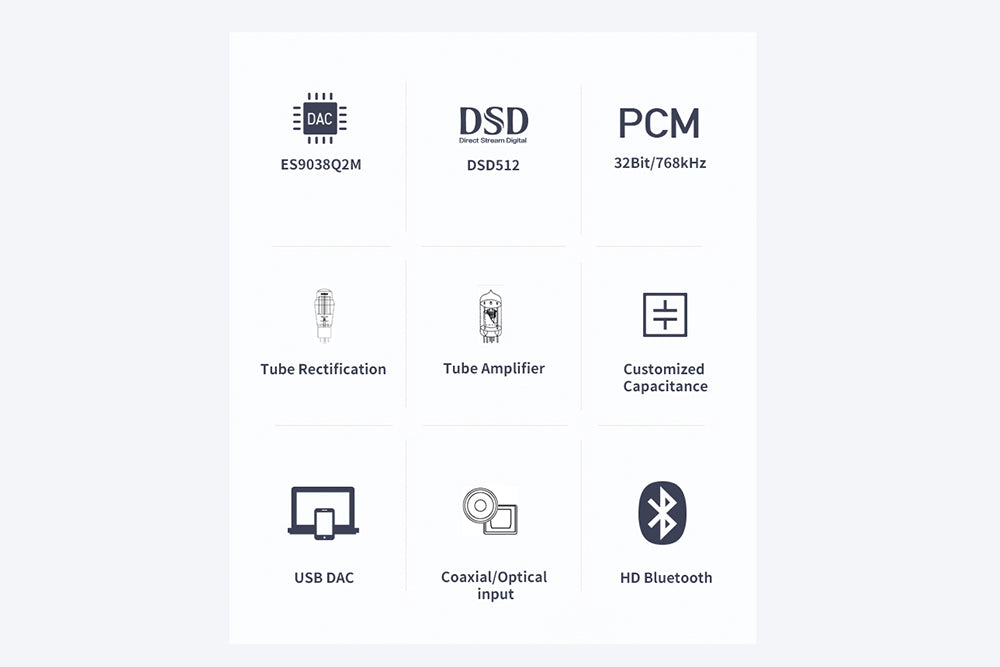 DAC
ES9038Q2M
DSD
Direct Stream Digital
DSD512
PCM
32Bit/768kHz
Tube Rectification
Tube Amplifier
Customized
Capacitance
USB DAC
Coaxial/Optical
input
HD Bluetooth